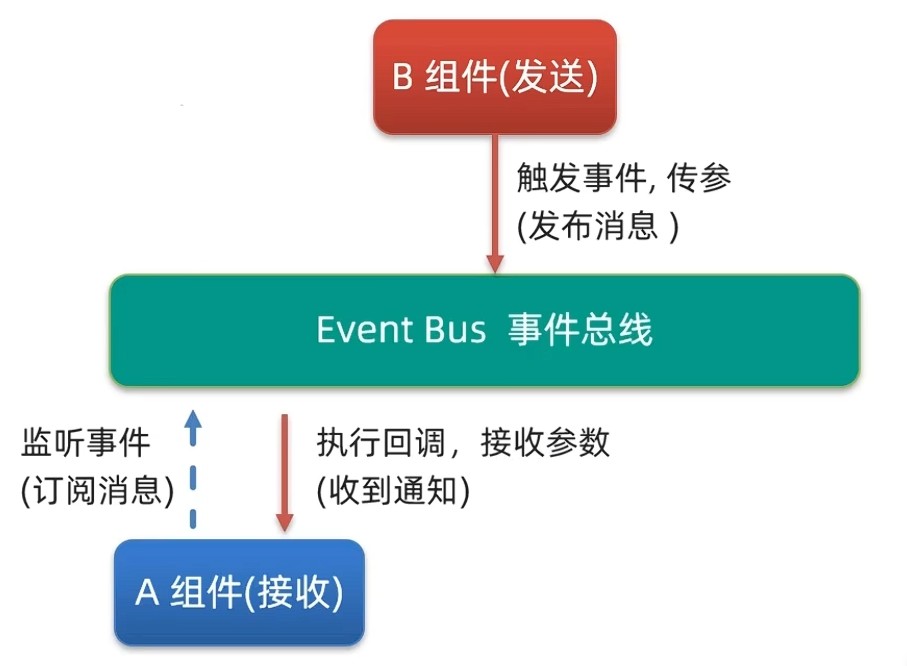 B 组件(发送)
触发事件, 传参
(发布消息 )
Event Bus 事件总线
监听事件
(订阅消息)
执行回调，接收参数
(收到通知)
A 组件(接收)